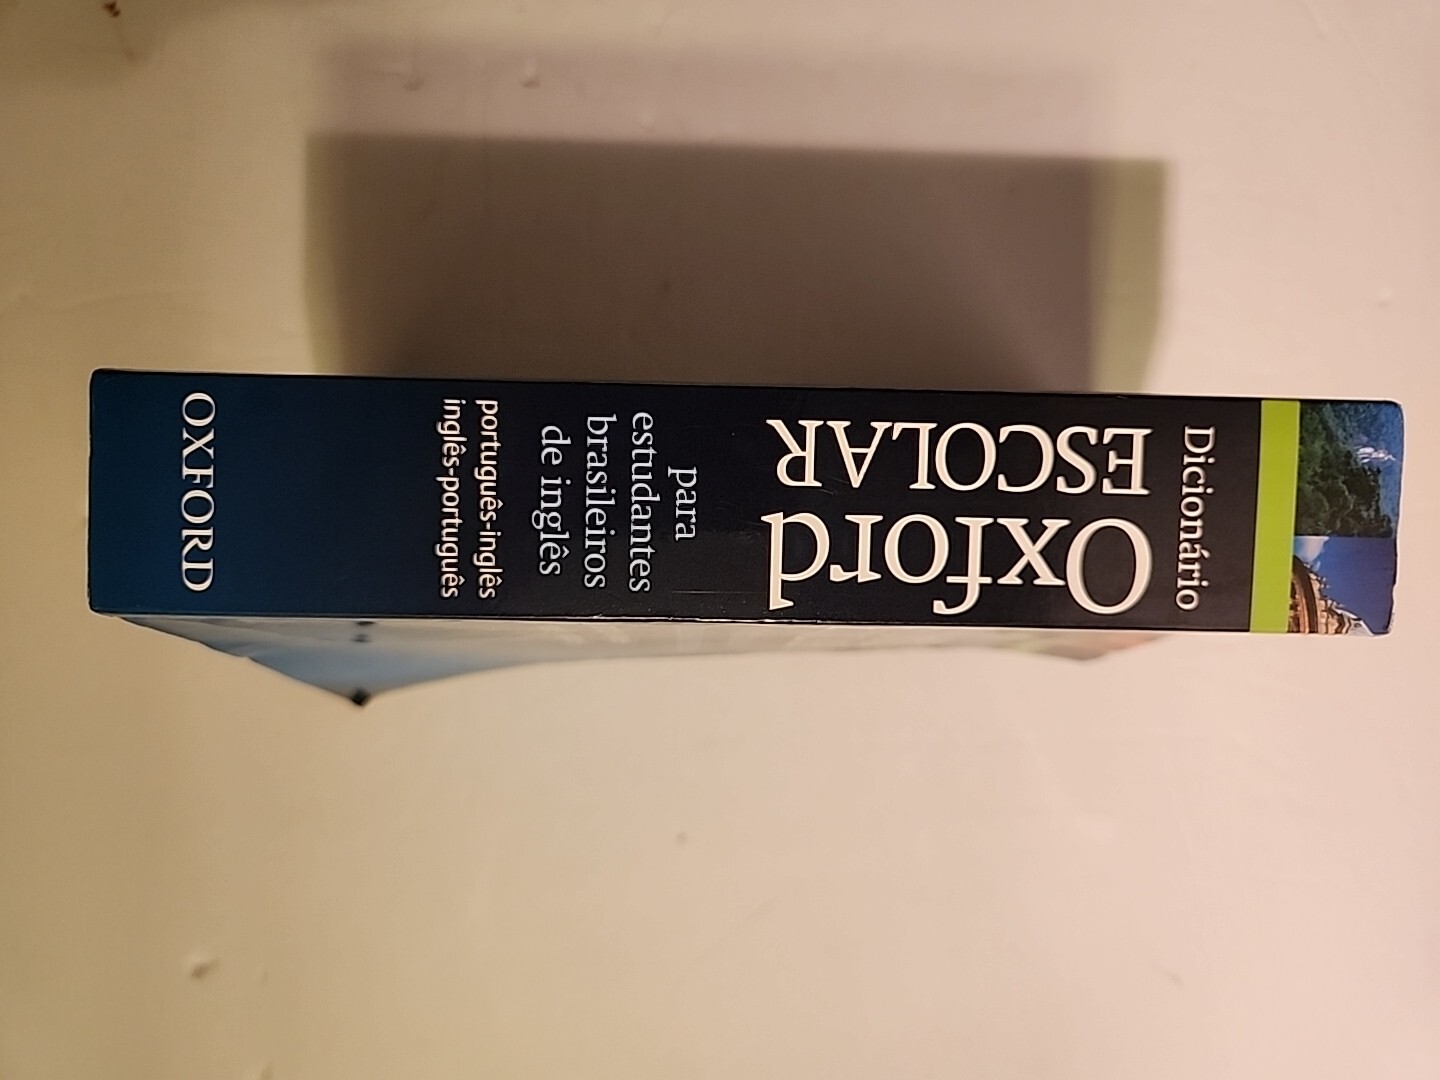 Dicionário
Oxford
ESCOLAR
para
estudantes
brasileiros
de inglês
português-inglês
inglês-português
OXFORD